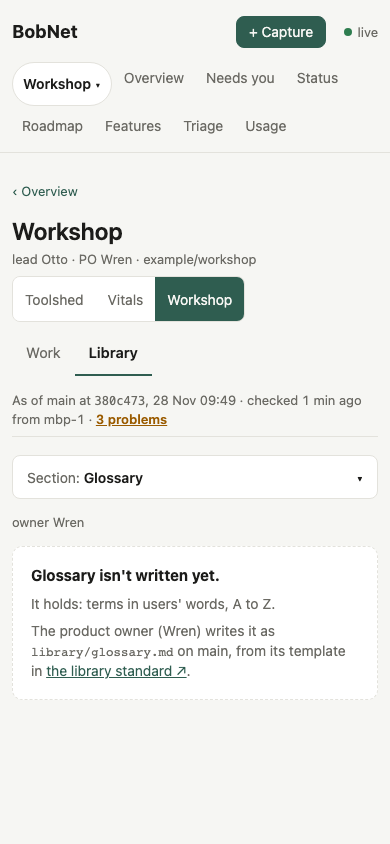 BobNet
+ Capture
live
Workshop ▾
Overview
Needs you
Status
Roadmap
Features
Triage
Usage
‹ Overview
Workshop
lead Otto · PO Wren · example/workshop
Toolshed
Vitals
Workshop
Work
Library
As of main at 380c473, 28 Nov 09:49 · checked 1 min ago
from mbp-1 · 3 problems
Section: Glossary ▾
owner Wren
Glossary isn't written yet.
It holds: terms in users' words, A to Z.
The product owner (Wren) writes it as
library/glossary.md on main, from its template
in the library standard ↗.